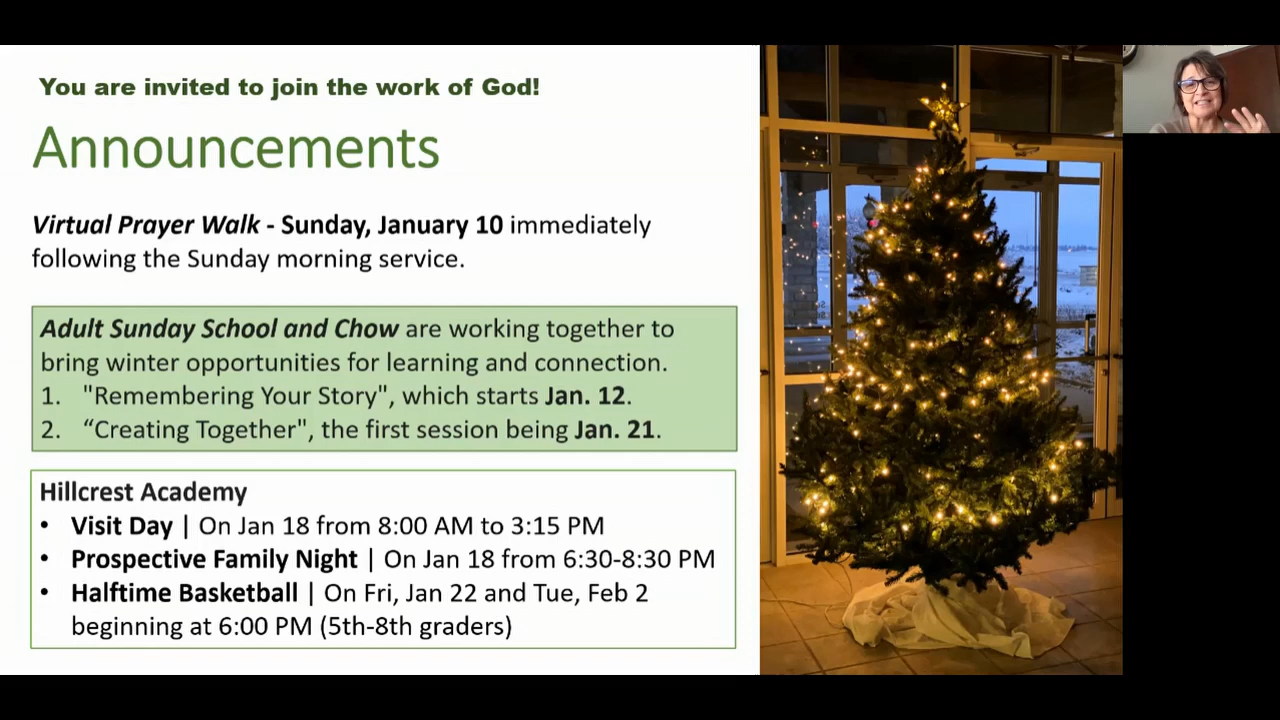 You are invited to join the work of God!
Announcements
Virtual Prayer Walk - Sunday, January 10 immediately
following the Sunday morning service.
Adult Sunday School and Chow are working together to
bring winter opportunities for learning and connection.
1. "Remembering Your Story", which starts Jan. 12.
2. “Creating Together", the first session being Jan. 21.
Hillcrest Academy
• Visit Day | On Jan 18 from 8:00 AM to 3:15 PM
• Prospective Family Night | On Jan 18 from 6:30-8:30 PM
• Halftime Basketball | On Fri, Jan 22 and Tue, Feb 2
beginning at 6:00 PM (5th-8th graders)